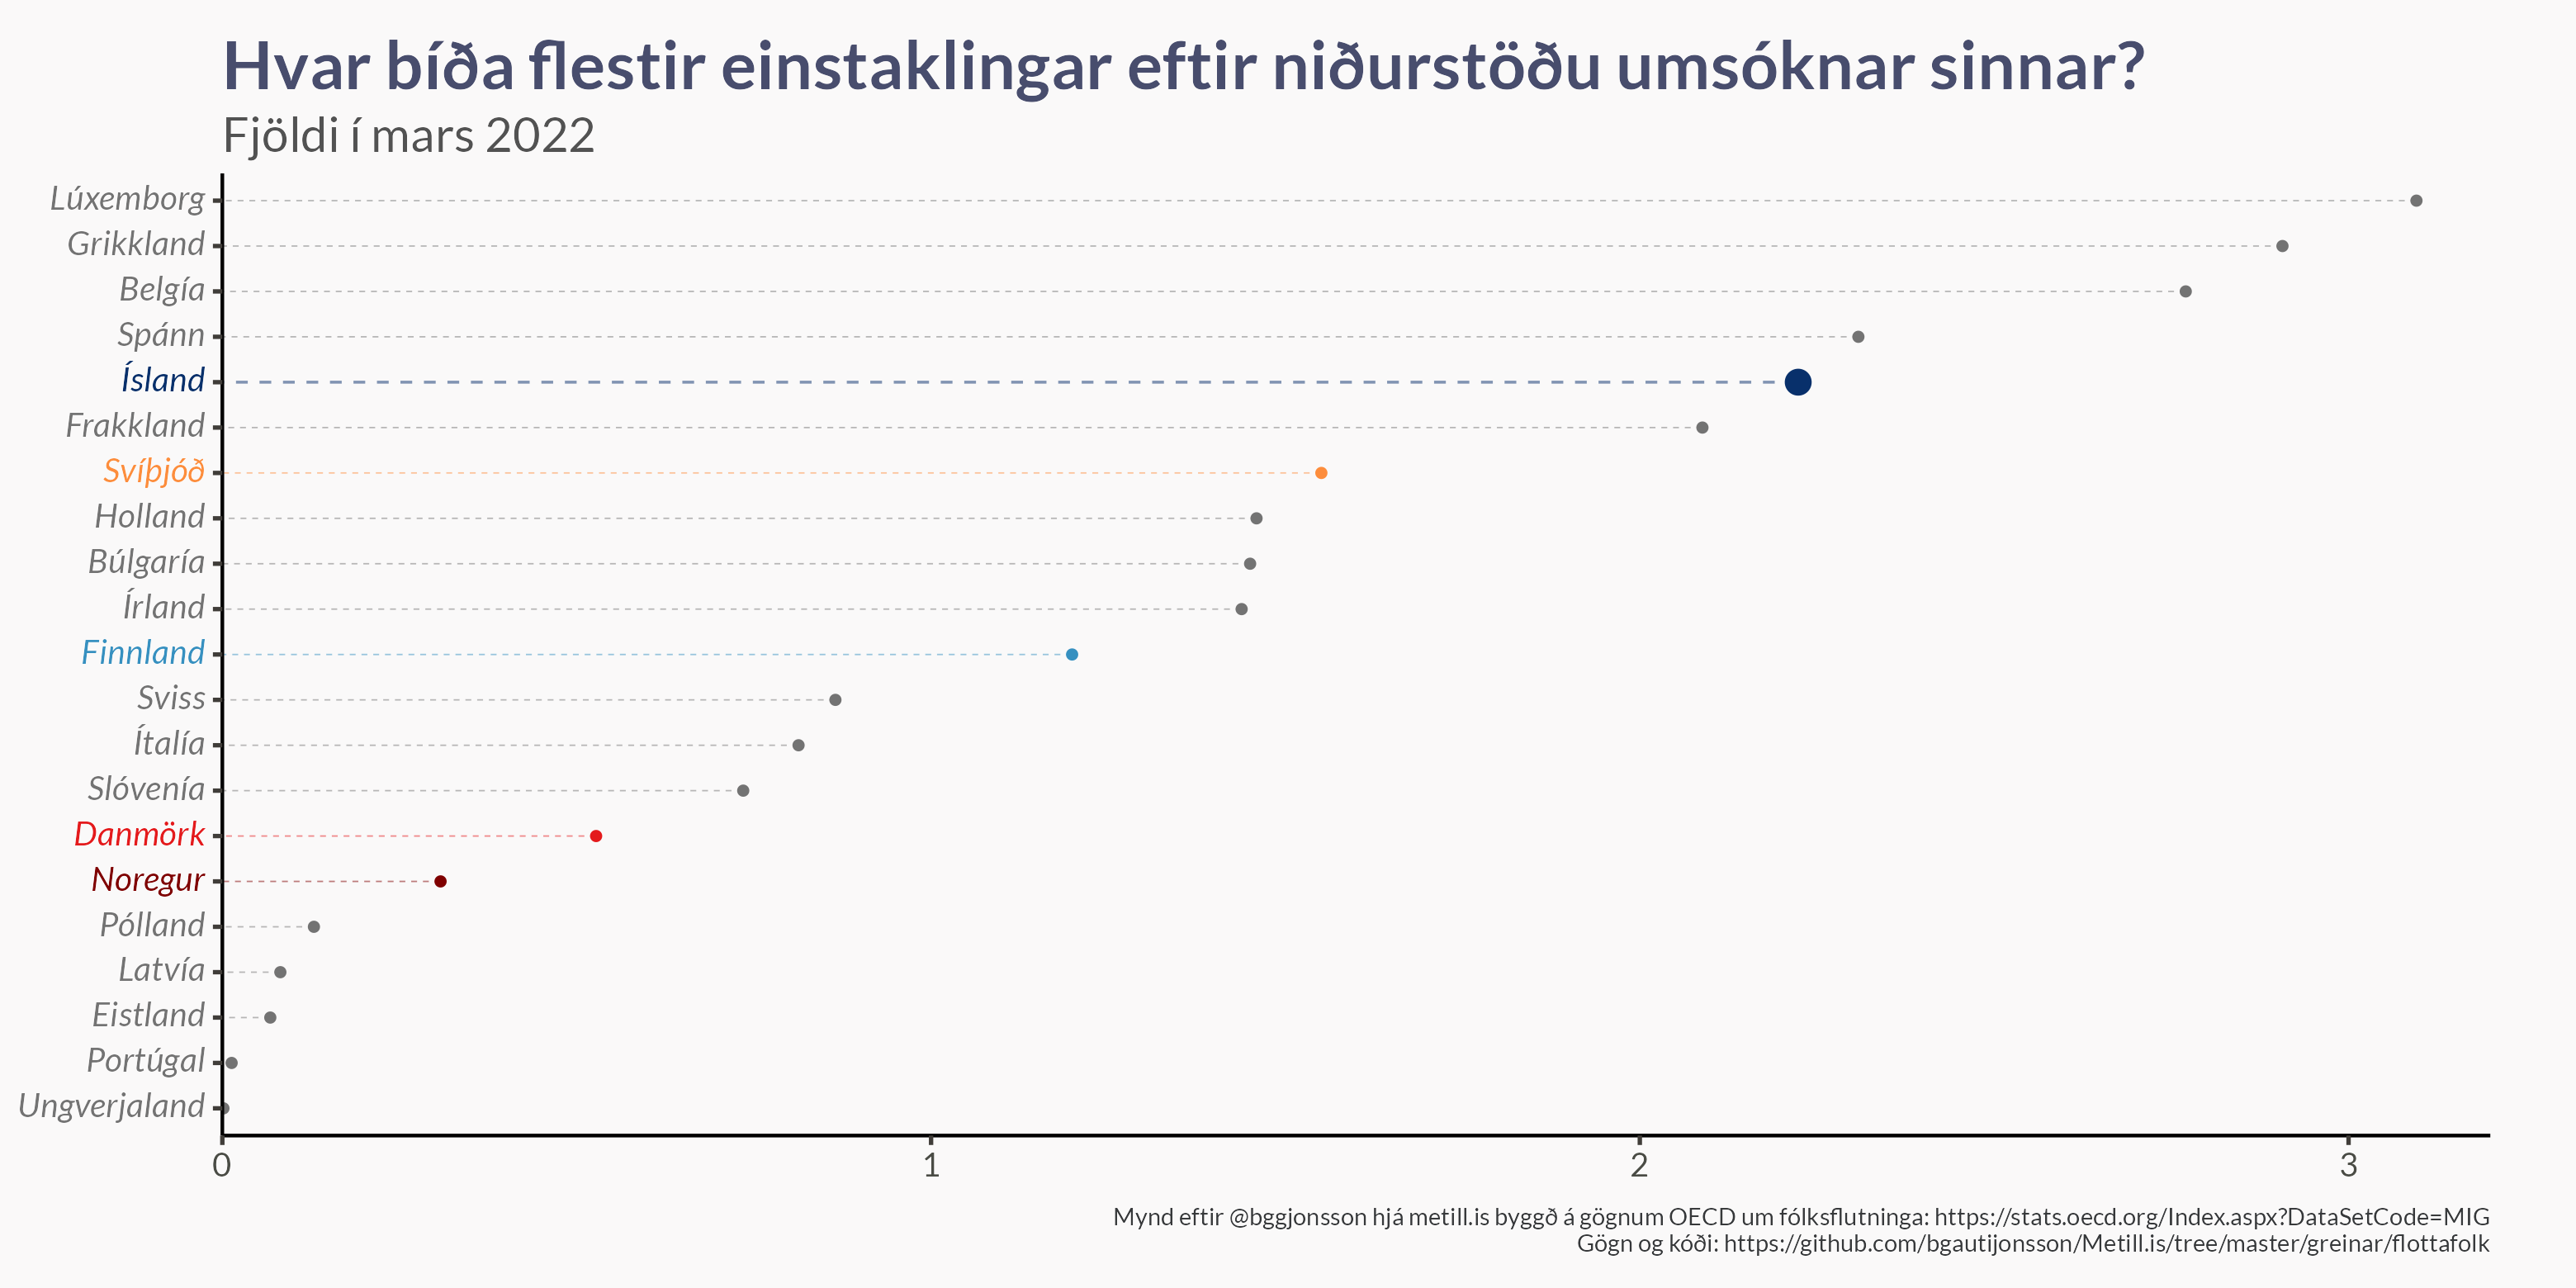 Hvar bíða flestir einstaklingar eftir niðurstöðu umsóknar sinnar?
Fjöldi í mars 2022
Lúxemborg
Grikkland
Belgía
Spánn
Ísland
Frakkland
Svíþjóð
Holland
Búlgaría
Írland
Finnland
Sviss
Ítalía
Slóvenía
Danmörk
Noregur
Pólland
Latvía
Eistland
Portúgal
Ungverjaland
0 1 2 3
Mynd eftir @bggjonsson hjá metill.is byggð á gögnum OECD um fólksflutninga: https://stats.oecd.org/Index.aspx?DataSetCode=MIG
Gögn og kóði: https://github.com/bgautijonsson/Metill.is/tree/master/greinar/flottafolk